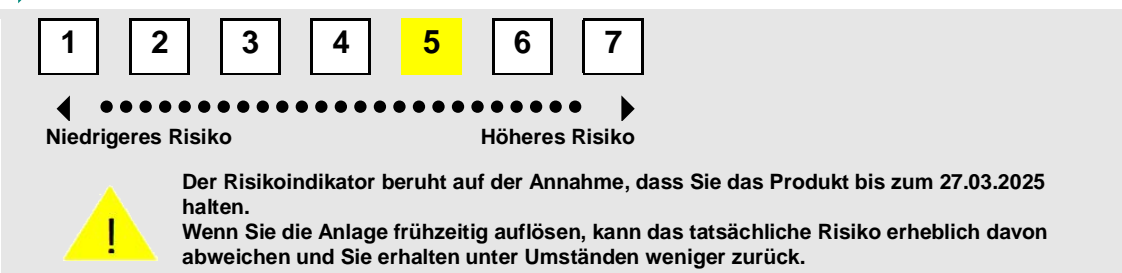 1 2 3 4 5 6 7
Niedrigeres Risiko Höheres Risiko
Der Risikoindikator beruht auf der Annahme, dass Sie das Produkt bis zum 27.03.2025
halten.
!
Wenn Sie die Anlage frühzeitig auflösen, kann das tatsächliche Risiko erheblich davon
abweichen und Sie erhalten unter Umständen weniger zurück.